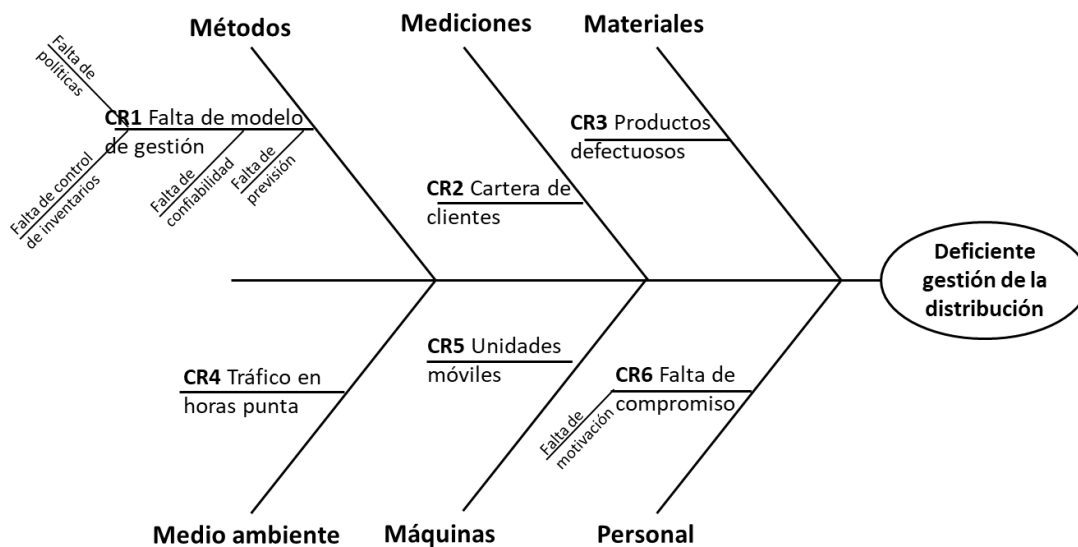 Métodos
Mediciones
Materiales
Falta de
políticas
CR1 Falta de modelo
de gestión
Falta de control
de inventarios
Falta de
confiabilidad
Falta de
previsión
CR2 Cartera de
clientes
CR3 Productos
defectuosos
Deficiente
gestión de la
distribución
CR4 Tráfico en
horas punta
CR5 Unidades
móviles
CR6 Falta de
compromiso
Falta de
motivación
Medio ambiente
Máquinas
Personal